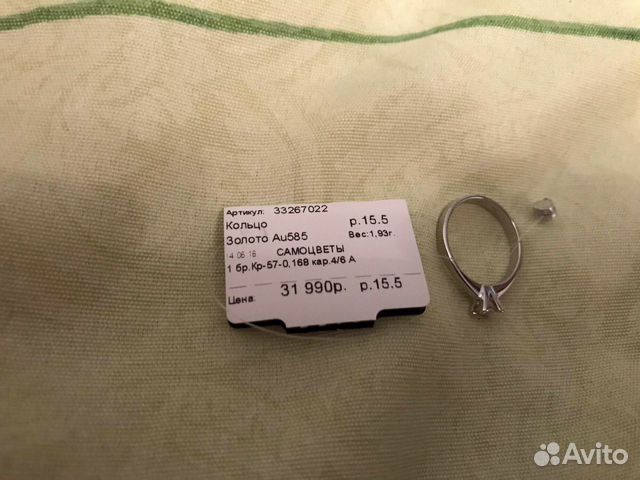 Артикул: 33267022
Кольцо р.15.5
Золото Au585 Вес:1,93г.
14 06 18 САМОЦВЕТЫ
1 бр.Кр-57-0,168 кар.4/6 А
Цена 31 990р. р.15.5
Avito